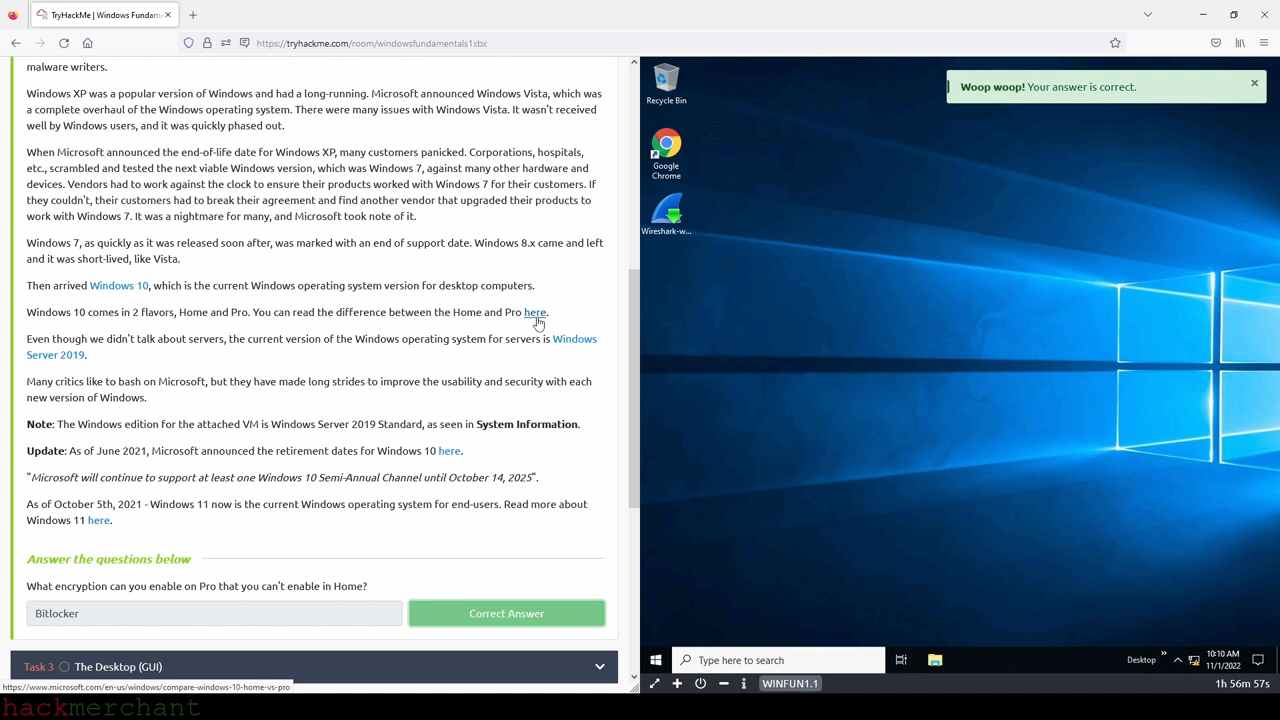 TryHackMe | Windows Fundam
https://tryhackme.com/room/windowsfundamentals1xbx
malware writers.
Windows XP was a popular version of Windows and had a long-running. Microsoft announced Windows Vista, which was
a complete overhaul of the Windows operating system. There were many issues with Windows Vista. It wasn't received
well by Windows users, and it was quickly phased out.
When Microsoft announced the end-of-life date for Windows XP, many customers panicked. Corporations, hospitals,
etc., scrambled and tested the next viable Windows version, which was Windows 7, against many other hardware and
devices. Vendors had to work against the clock to ensure their products worked with Windows 7 for their customers. If
they couldn't, their customers had to break their agreement and find another vendor that upgraded their products to
work with Windows 7. It was a nightmare for many, and Microsoft took note of it.
Windows 7, as quickly as it was released soon after, was marked with an end of support date. Windows 8.x came and left
and it was short-lived, like Vista.
Then arrived Windows 10, which is the current Windows operating system version for desktop computers.
Windows 10 comes in 2 flavors, Home and Pro. You can read the difference between the Home and Pro here.
Even though we didn't talk about servers, the current version of the Windows operating system for servers is Windows
Server 2019.
Many critics like to bash on Microsoft, but they have made long strides to improve the usability and security with each
new version of Windows.
Note: The Windows edition for the attached VM is Windows Server 2019 Standard, as seen in System Information.
Update: As of June 2021, Microsoft announced the retirement dates for Windows 10 here.
"Microsoft will continue to support at least one Windows 10 Semi-Annual Channel until October 14, 2025".
As of October 5th, 2021 - Windows 11 now is the current Windows operating system for end-users. Read more about
Windows 11 here.
Answer the questions below
What encryption can you enable on Pro that you can't enable in Home?
Bitlocker
Correct Answer
Task 3 The Desktop (GUI)
https://www.microsoft.com/en-us/windows/compare-windows-10-home-vs-pro
Recycle Bin
Google
Chrome
Wireshark-w...
Woop woop! Your answer is correct.
Type here to search
Desktop
10:10 AM
11/1/2022
WINFUN1.1
1h 56m 57s
hackmerchant